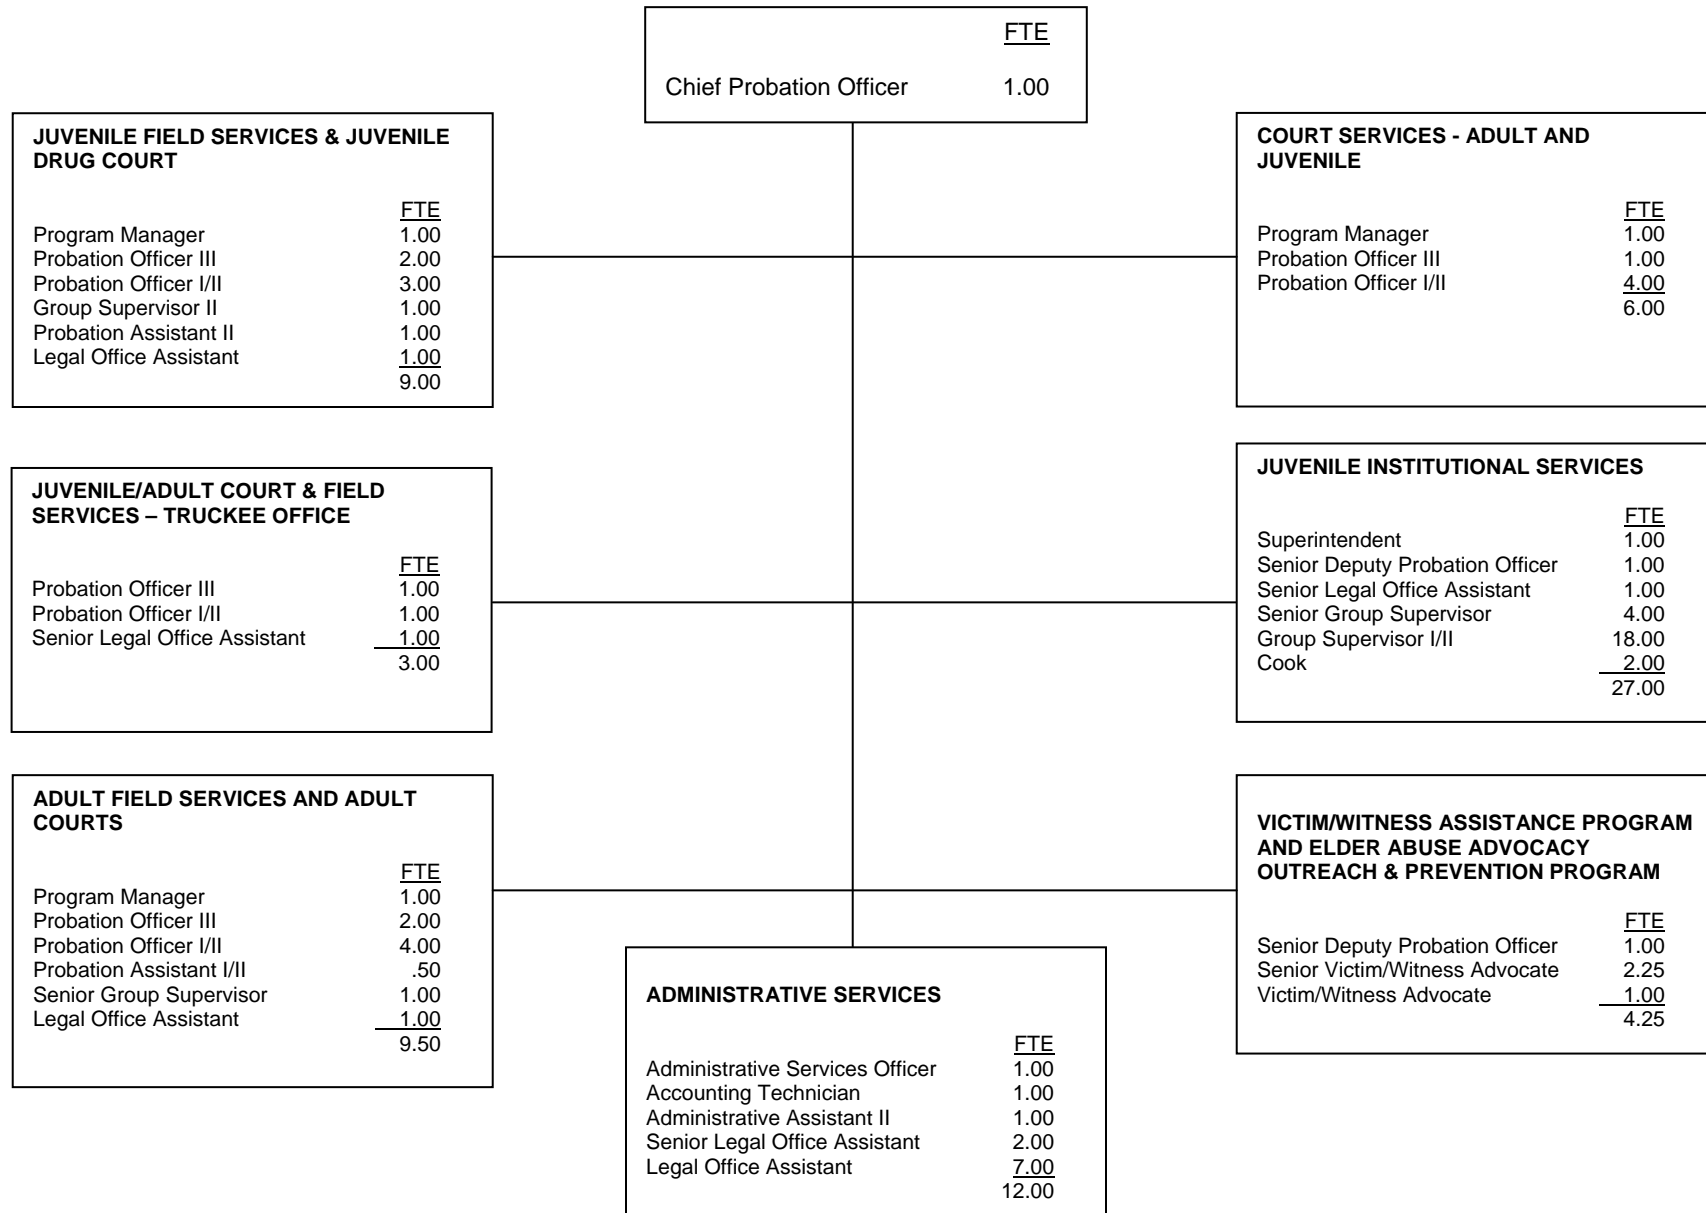 FTE
Chief Probation Officer 1.00
JUVENILE FIELD SERVICES & JUVENILE
DRUG COURT
FTE
Program Manager 1.00
Probation Officer III 2.00
Probation Officer I/II 3.00
Group Supervisor II 1.00
Probation Assistant II 1.00
Legal Office Assistant 1.00
9.00
COURT SERVICES - ADULT AND
JUVENILE
FTE
Program Manager 1.00
Probation Officer III 1.00
Probation Officer I/II 4.00
6.00
JUVENILE/ADULT COURT & FIELD
SERVICES – TRUCKEE OFFICE
FTE
Probation Officer III 1.00
Probation Officer I/II 1.00
Senior Legal Office Assistant 1.00
3.00
JUVENILE INSTITUTIONAL SERVICES
FTE
Superintendent 1.00
Senior Deputy Probation Officer 1.00
Senior Legal Office Assistant 1.00
Senior Group Supervisor 4.00
Group Supervisor I/II 18.00
Cook 2.00
27.00
ADULT FIELD SERVICES AND ADULT
COURTS
FTE
Program Manager 1.00
Probation Officer III 2.00
Probation Officer I/II 4.00
Probation Assistant I/II .50
Senior Group Supervisor 1.00
Legal Office Assistant 1.00
9.50
VICTIM/WITNESS ASSISTANCE PROGRAM
AND ELDER ABUSE ADVOCACY
OUTREACH & PREVENTION PROGRAM
FTE
Senior Deputy Probation Officer 1.00
Senior Victim/Witness Advocate 2.25
Victim/Witness Advocate 1.00
4.25
ADMINISTRATIVE SERVICES
FTE
Administrative Services Officer 1.00
Accounting Technician 1.00
Administrative Assistant II 1.00
Senior Legal Office Assistant 2.00
Legal Office Assistant 7.00
12.00